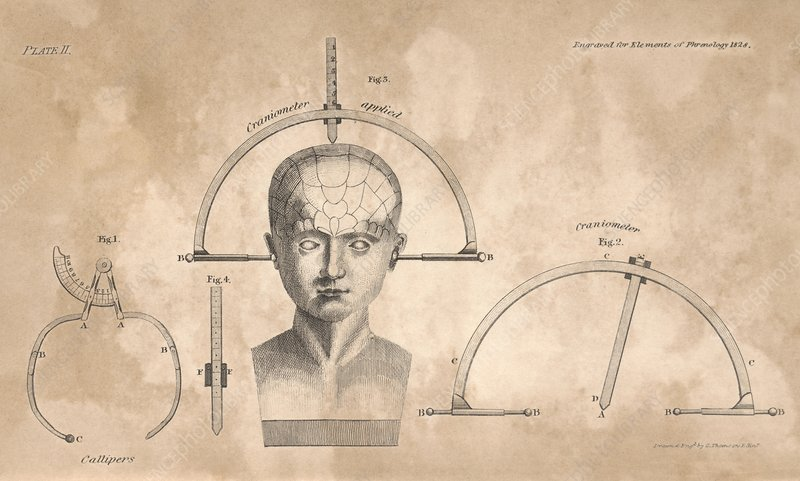 PLATE II.
Engraved for Elements of Phrenology 1824.
Fig.3.
Craniometer applied
B B
Fig.1.
A A
B B
C
Callipers
Fig.4.
F F
Craniometer
Fig.2.
C
C C
D
A
B B B B
SCIENCEPHOTOLIBRARY